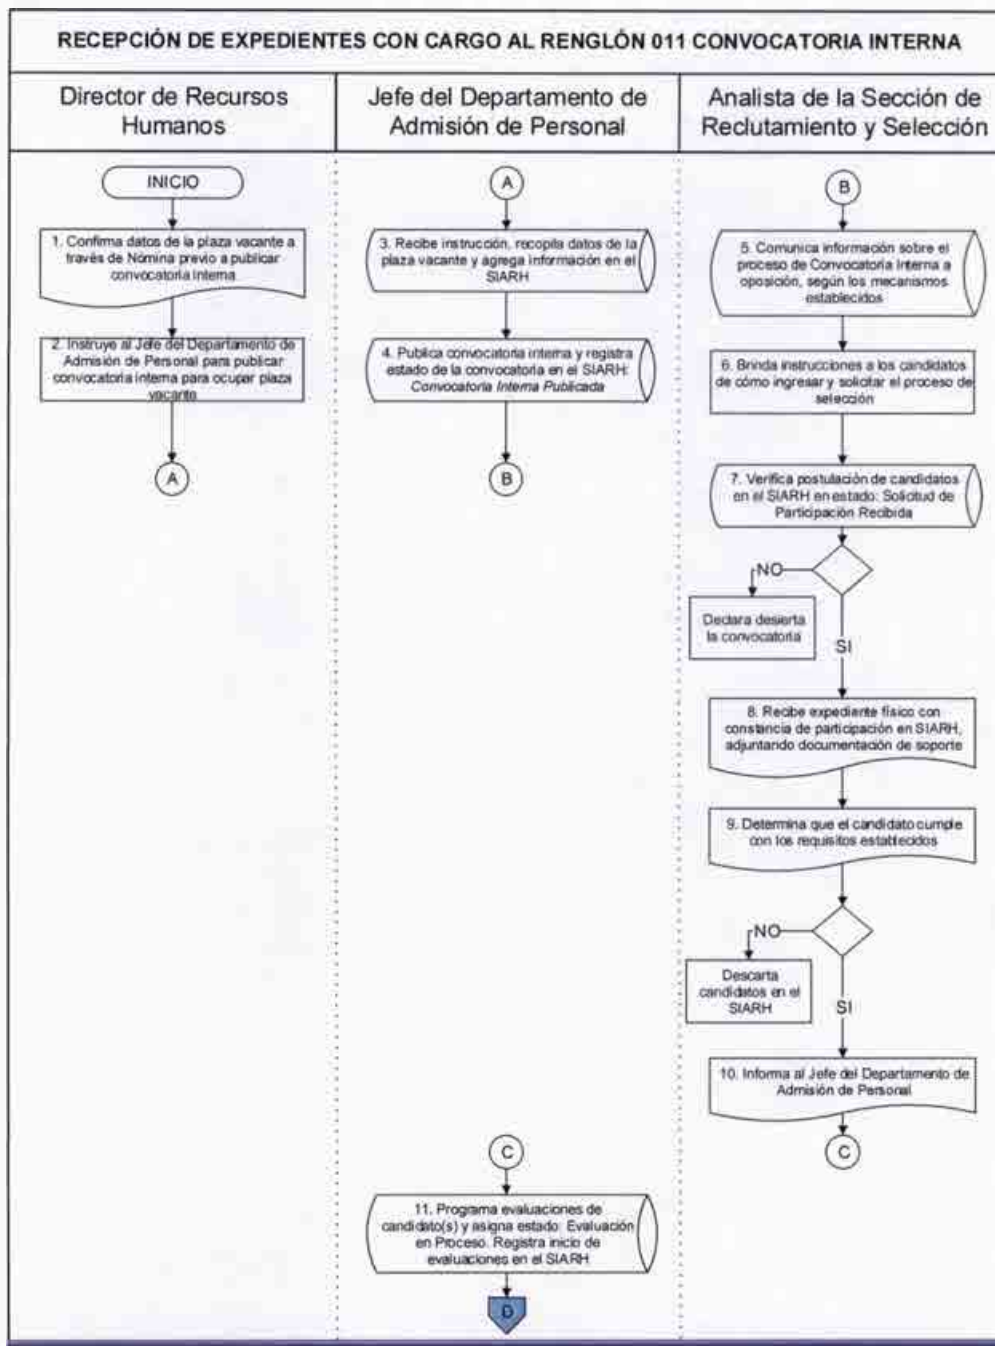 RECEPCIÓN DE EXPEDIENTES CON CARGO AL RENGLÓN 011 CONVOCATORIA INTERNA
Director de Recursos
Humanos
Jefe del Departamento de
Admisión de Personal
Analista de la Sección de
Reclutamiento y Selección
INICIO
1. Confirma datos de la plaza vacante a
través de Nómina previo a publicar
convocatoria interna
2. Instruye al Jefe del Departamento de
Admisión de Personal para publicar
convocatoria interna para ocupar plaza
vacante
A
A
3. Recibe instrucción, recopila datos de la
plaza vacante y agrega información en el
SIARH
4. Publica convocatoria interna y registra
estado de la convocatoria en el SIARH:
Convocatoria Interna Publicada
B
B
5. Comunica información sobre el
proceso de Convocatoria Interna a
oposición, según los mecanismos
establecidos
6. Brinda instrucciones a los candidatos
de cómo ingresar y solicitar el proceso de
selección
7. Verifica postulación de candidatos
en el SIARH en estado: Solicitud de
Participación Recibida
NO
Declara desierta
la convocatoria
SI
8. Recibe expediente físico con
constancia de participación en SIARH,
adjuntando documentación de soporte
9. Determina que el candidato cumple
con los requisitos establecidos
NO
Descarta
candidatos en el
SIARH
SI
10. Informa al Jefe del Departamento de
Admisión de Personal
C
C
11. Programa evaluaciones de
candidato(s) y asigna estado: Evaluación
en Proceso. Registra inicio de
evaluaciones en el SIARH
D